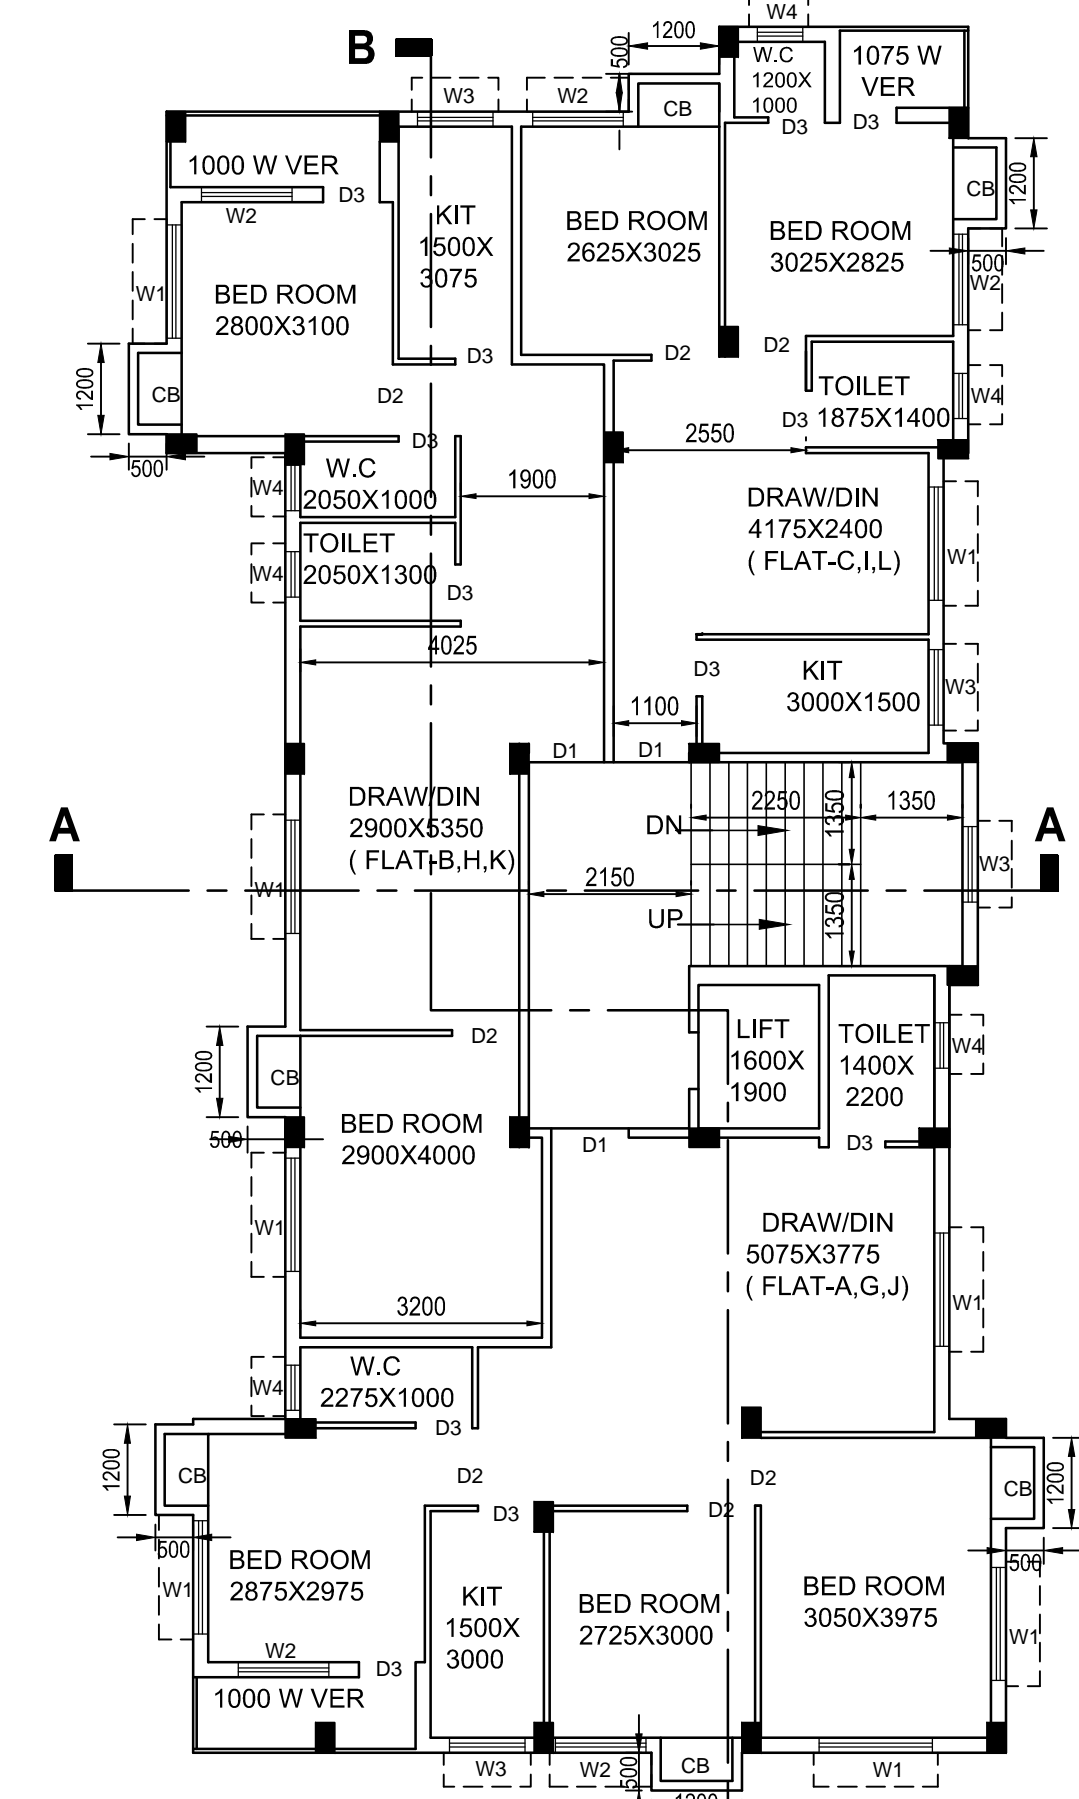 W4
B
1200
500
W.C
1200X
1000
1075 W
VER
W3
W2
CB
D3
D3
1000 W VER
D3
W2
KIT
1500X
3075
BED ROOM
2625X3025
BED ROOM
3025X2825
CB
1200
500
W2
W1
BED ROOM
2800X3100
D3
D2
D2
1200
CB
D2
TOILET
1875X1400
W4
D3
500
D3
2550
W.C
2050X1000
W4
1900
DRAW/DIN
4175X2400
( FLAT-C,I,L)
W1
TOILET
2050X1300
W4
D3
4025
D3
KIT
3000X1500
W3
1100
D1
D1
DRAW/DIN
2900X5350
( FLAT-B,H,K)
2250
1350
1350
DN
A
A
W3
W1
2150
UP
1350
LIFT
1600X
1900
TOILET
1400X
2200
W4
D2
1200
CB
BED ROOM
2900X4000
500
D1
D3
W1
DRAW/DIN
5075X3775
( FLAT-A,G,J)
W1
3200
W.C
2275X1000
W4
D3
1200
CB
D2
D2
CB
1200
D3
D2
500
500
BED ROOM
2875X2975
W1
KIT
1500X
3000
BED ROOM
2725X3000
BED ROOM
3050X3975
W1
W2
D3
1000 W VER
W3
W2
500
CB
W1
1200